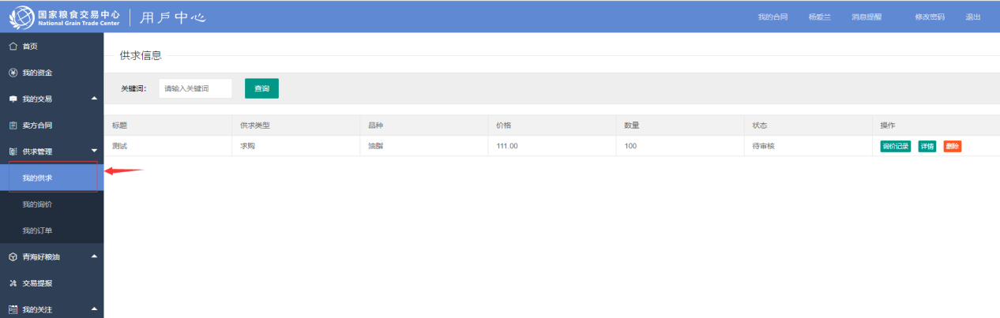 国家粮食交易中心
National Grain Trade Center
用戶中心
我的合同 杨爱兰 消息提醒 修改密码 退出
首页
我的资金
我的交易
卖方合同
供求管理
我的供求
我的询价
我的订单
青海好粮油
交易提报
我的关注
供求信息
关键词： 请输入关键词 查询
标题 供求类型 品种 价格 数量 状态 操作
测试 求购 油脂 111.00 100 待审核 询价记录 详情 删除